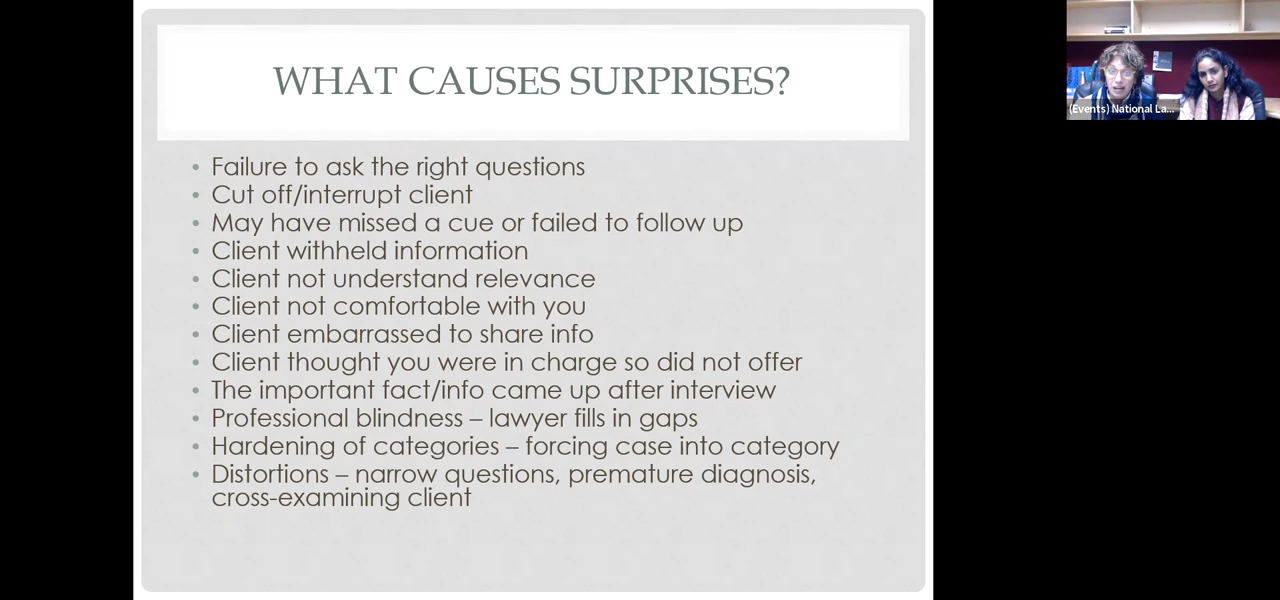 WHAT CAUSES SURPRISES?
• Failure to ask the right questions
• Cut off/interrupt client
• May have missed a cue or failed to follow up
• Client withheld information
• Client not understand relevance
• Client not comfortable with you
• Client embarrassed to share info
• Client thought you were in charge so did not offer
• The important fact/info came up after interview
• Professional blindness – lawyer fills in gaps
• Hardening of categories – forcing case into category
• Distortions – narrow questions, premature diagnosis,
cross-examining client
(Events) National La...